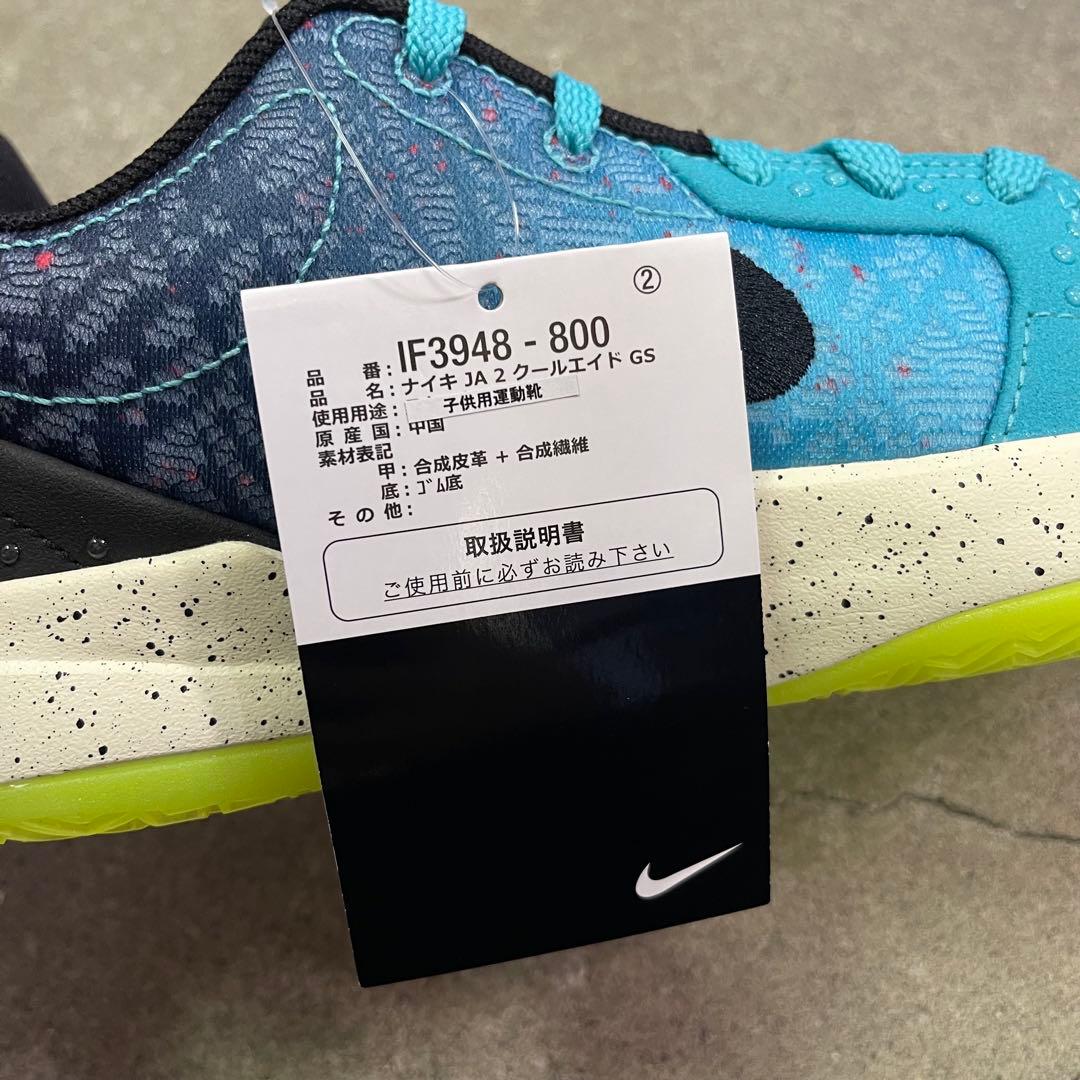 ②
品 番: IF3948 - 800
品 名: ナイキ JA 2 クールエイド GS
使用用途: 子供用運動靴
原産国: 中国
素材表記
甲: 合成皮革 + 合成繊維
底: ｺﾞﾑ底
その他:
取扱説明書
ご使用前に必ずお読み下さい